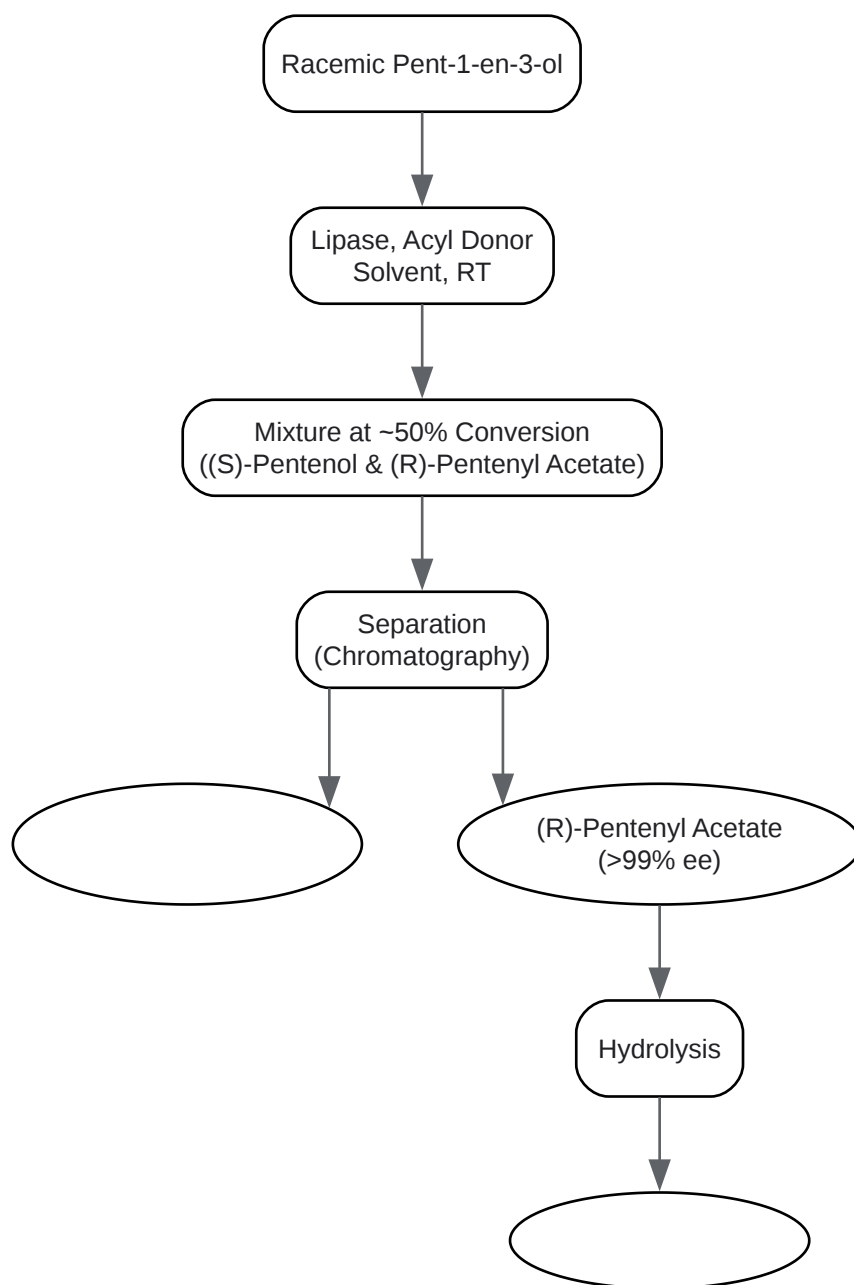 Racemic Pent-1-en-3-ol
Lipase, Acyl Donor
Solvent, RT
Mixture at ~50% Conversion
((S)-Pentenol & (R)-Pentenyl Acetate)
Separation
(Chromatography)
(R)-Pentenyl Acetate
(>99% ee)
Hydrolysis